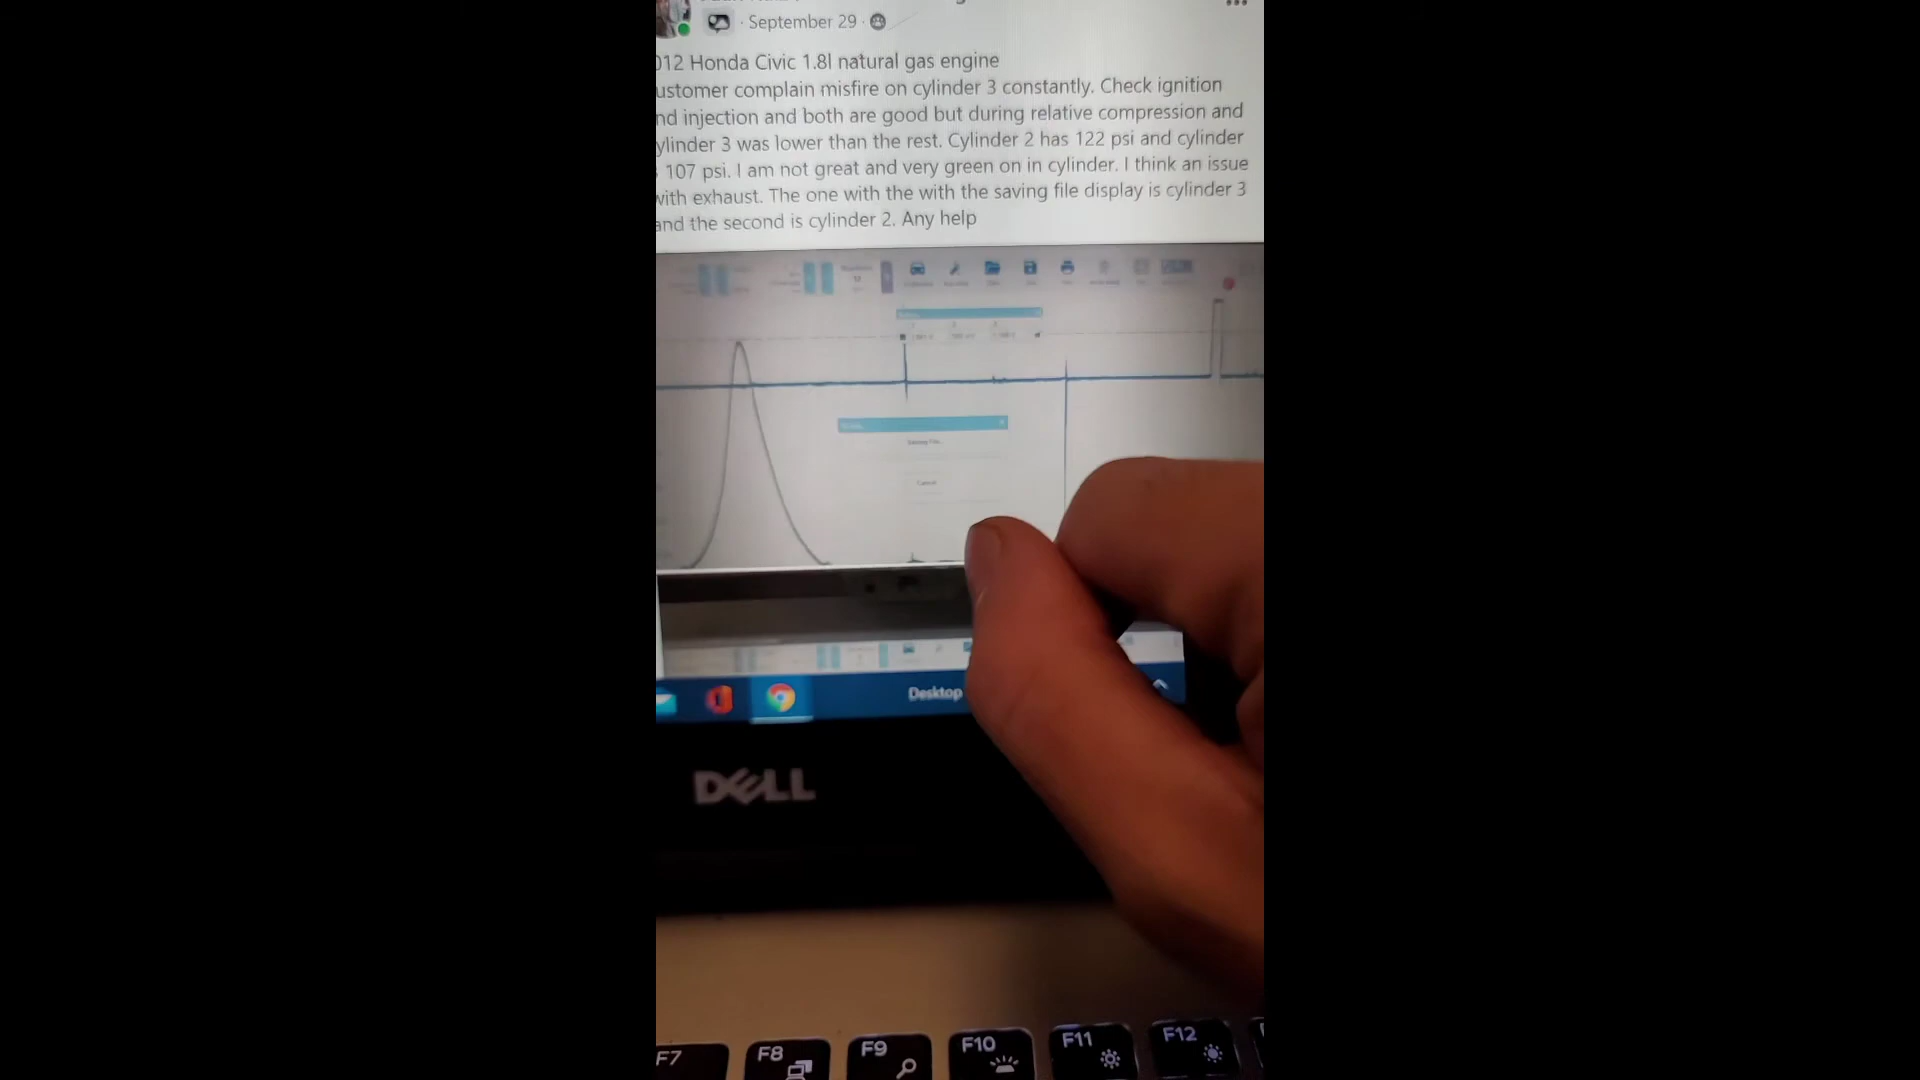 September 29
012 Honda Civic 1.8l natural gas engine
ustomer complain misfire on cylinder 3 constantly. Check ignition
nd injection and both are good but during relative compression and
ylinder 3 was lower than the rest. Cylinder 2 has 122 psi and cylinder
107 psi. I am not great and very green on in cylinder. I think an issue
with exhaust. The one with the with the saving file display is cylinder 3
and the second is cylinder 2. Any help
Saving File...
Cancel
Desktop
DELL
F7 F8 F9 F10 F11 F12